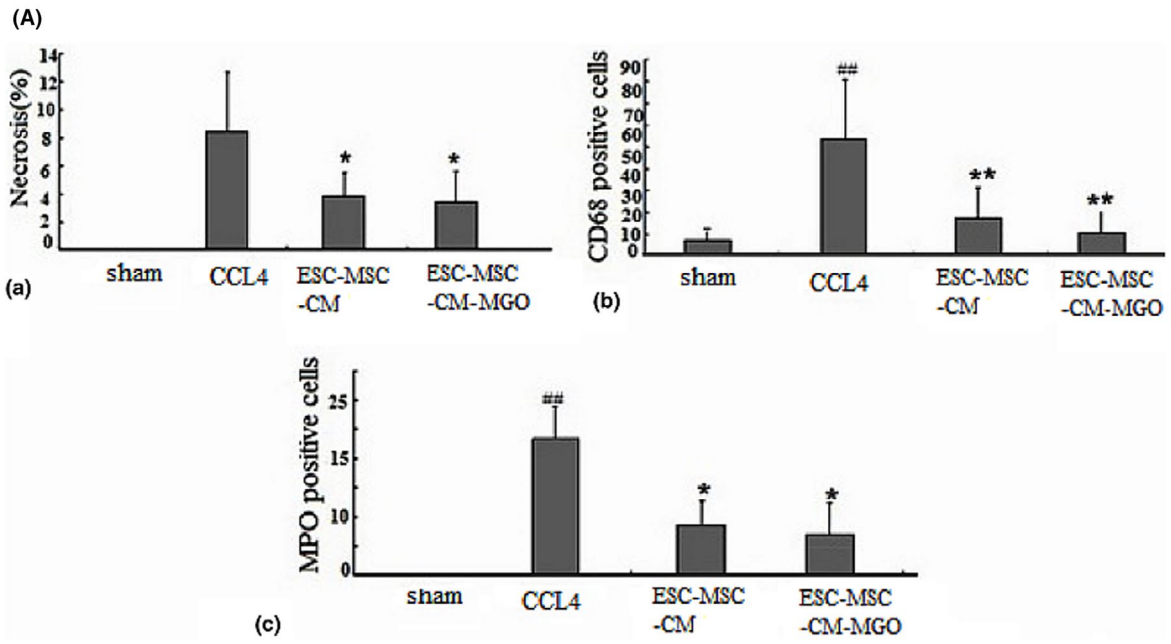 (A)
Necrosis(%)
14
12
10
8
6
4
2
0
*
*
sham
CCL4
ESC-MSC
-CM
ESC-MSC
-CM-MGO
(a)
CD68 positive cells
90
80
70
60
50
40
30
20
10
0
##
**
**
sham
CCL4
ESC-MSC
-CM
ESC-MSC
-CM-MGO
(b)
MPO positive cells
25
15
10
0
##
*
*
sham
CCL4
ESC-MSC
-CM
ESC-MSC
-CM-MGO
(c)